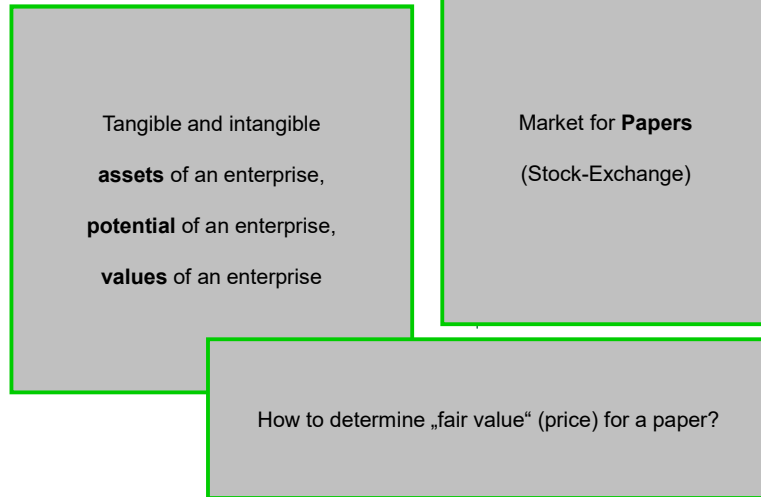 Tangible and intangible
assets of an enterprise,
potential of an enterprise,
values of an enterprise
Market for Papers
(Stock-Exchange)
How to determine „fair value“ (price) for a paper?